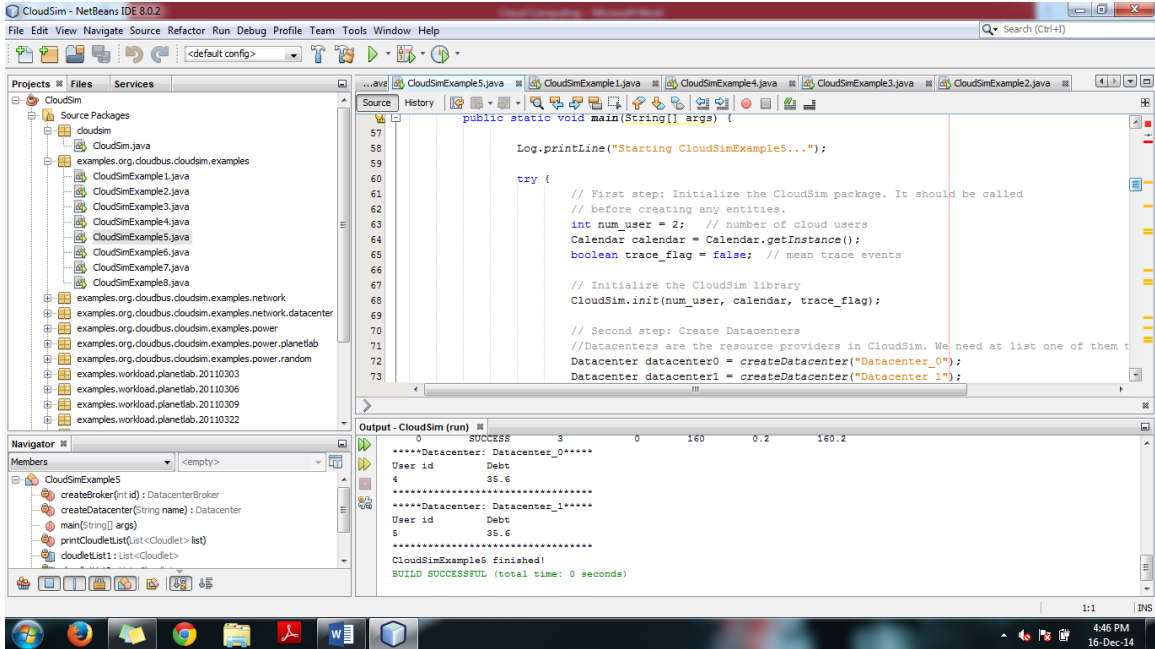 CloudSim - NetBeans IDE 8.0.2
File Edit View Navigate Source Refactor Run Debug Profile Team Tools Window Help
Search (Ctrl+I)
<default config>
Projects Files Services
CloudSim
Source Packages
cloudsim
CloudSim.java
examples.org.cloudbus.cloudsim.examples
CloudSimExample1.java
CloudSimExample2.java
CloudSimExample3.java
CloudSimExample4.java
CloudSimExample5.java
CloudSimExample6.java
CloudSimExample7.java
CloudSimExample8.java
examples.org.cloudbus.cloudsim.examples.network
examples.org.cloudbus.cloudsim.examples.network.datacenter
examples.org.cloudbus.cloudsim.examples.power
examples.org.cloudbus.cloudsim.examples.power.planetlab
examples.org.cloudbus.cloudsim.examples.power.random
examples.workload.planetlab.20110303
examples.workload.planetlab.20110306
examples.workload.planetlab.20110309
examples.workload.planetlab.20110322
Navigator
Members <empty>
CloudSimExample5
createBroker(int id) : DatacenterBroker
createDatacenter(String name) : Datacenter
main(String[] args)
printCloudletList(List<Cloudlet> list)
cloudletList1 : List<Cloudlet>
...ava CloudSimExample5.java CloudSimExample1.java CloudSimExample4.java CloudSimExample3.java CloudSimExample2.java
Source History
public static void main(String[] args) {
57
58 Log.printLine("Starting CloudSimExample5...");
59
60 try {
61 // First step: Initialize the CloudSim package. It should be called
62 // before creating any entities.
63 int num_user = 2; // number of cloud users
64 Calendar calendar = Calendar.getInstance();
65 boolean trace_flag = false; // mean trace events
66
67 // Initialize the CloudSim library
68 CloudSim.init(num_user, calendar, trace_flag);
69
70 // Second step: Create Datacenters
71 //Datacenters are the resource providers in CloudSim. We need at list one of them t
72 Datacenter datacenter0 = createDatacenter("Datacenter_0");
73 Datacenter datacenter1 = createDatacenter("Datacenter_1");
Output - CloudSim (run)
0 SUCCESS 3 0 160 0.2 160.2
*****Datacenter: Datacenter_0*****
User id Debt
4 35.6
**********************************
*****Datacenter: Datacenter_1*****
User id Debt
5 35.6
**********************************
CloudSimExample5 finished!
BUILD SUCCESSFUL (total time: 0 seconds)
1:1 INS
4:46 PM
16-Dec-14